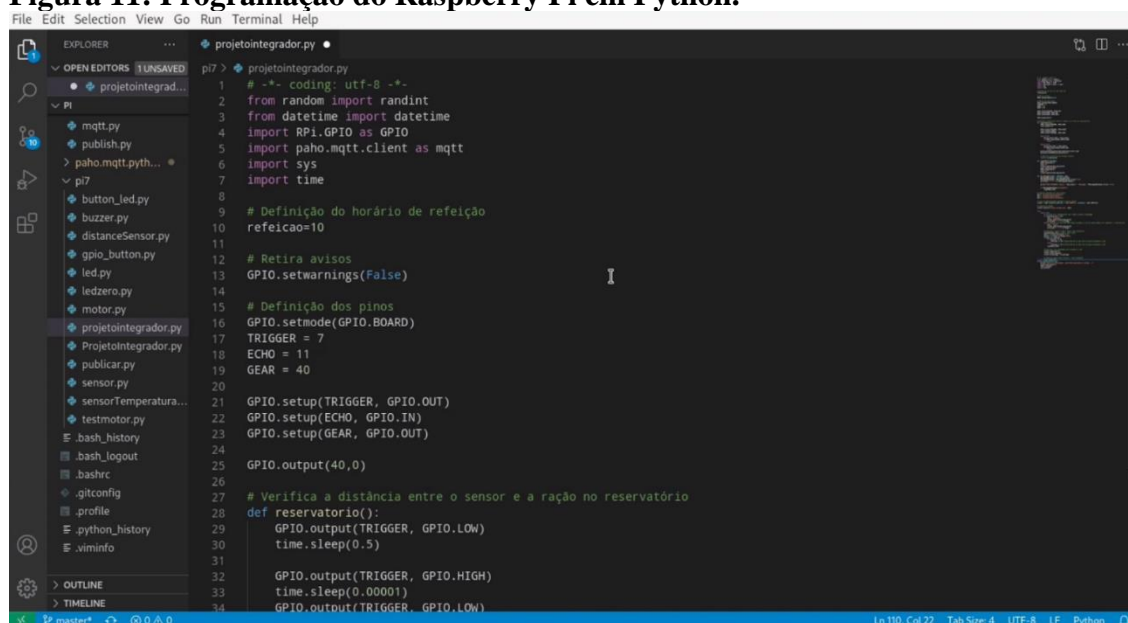 Figura 11: Programação do Raspberry Pi em Python.
File Edit Selection View Go Run Terminal Help
EXPLORER ...
OPEN EDITORS 1 UNSAVED
projetointegrad...
PI
mqtt.py
publish.py
paho.mqtt.pyth...
pi7
button_led.py
buzzer.py
distanceSensor.py
gpio_button.py
led.py
ledzero.py
motor.py
projetointegrador.py
ProjetoIntegrador.py
publicar.py
sensor.py
sensorTemperatura...
testmotor.py
.bash_history
.bash_logout
.bashrc
.gitconfig
.profile
.python_history
.viminfo
OUTLINE
TIMELINE
projetointegrador.py
pi7 > projetointegrador.py
1 # -*- coding: utf-8 -*-
2 from random import randint
3 from datetime import datetime
4 import RPi.GPIO as GPIO
5 import paho.mqtt.client as mqtt
6 import sys
7 import time
8
9 # Definição do horário de refeição
10 refeicao=10
11
12 # Retira avisos
13 GPIO.setwarnings(False)
14
15 # Definição dos pinos
16 GPIO.setmode(GPIO.BOARD)
17 TRIGGER = 7
18 ECHO = 11
19 GEAR = 40
20
21 GPIO.setup(TRIGGER, GPIO.OUT)
22 GPIO.setup(ECHO, GPIO.IN)
23 GPIO.setup(GEAR, GPIO.OUT)
24
25 GPIO.output(40,0)
26
27 # Verifica a distância entre o sensor e a ração no reservatório
28 def reservatorio():
29 GPIO.output(TRIGGER, GPIO.LOW)
30 time.sleep(0.5)
31
32 GPIO.output(TRIGGER, GPIO.HIGH)
33 time.sleep(0.00001)
34 GPIO.output(TRIGGER, GPIO.LOW)
master* 0 0 Ln 110, Col 22 Tab Size: 4 UTF-8 LF Python